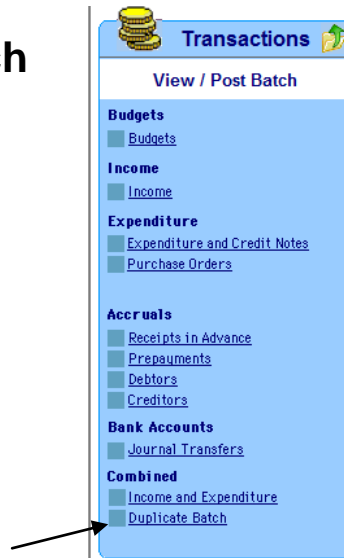 ch
Transactions
View / Post Batch
Budgets
Budgets
Income
Income
Expenditure
Expenditure and Credit Notes
Purchase Orders
Accruals
Receipts in Advance
Prepayments
Debtors
Creditors
Bank Accounts
Journal Transfers
Combined
Income and Expenditure
Duplicate Batch